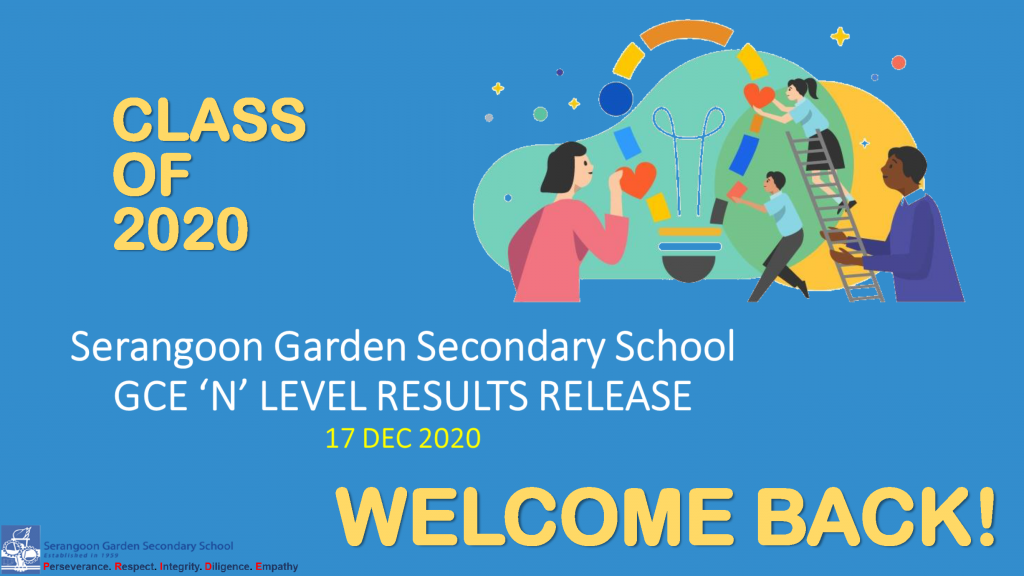 CLASS
OF
2020
Serangoon Garden Secondary School
GCE ‘N’ LEVEL RESULTS RELEASE
17 DEC 2020
WELCOME BACK!
Serangoon Garden Secondary School
Perseverance. Respect. Integrity. Diligence. Empathy